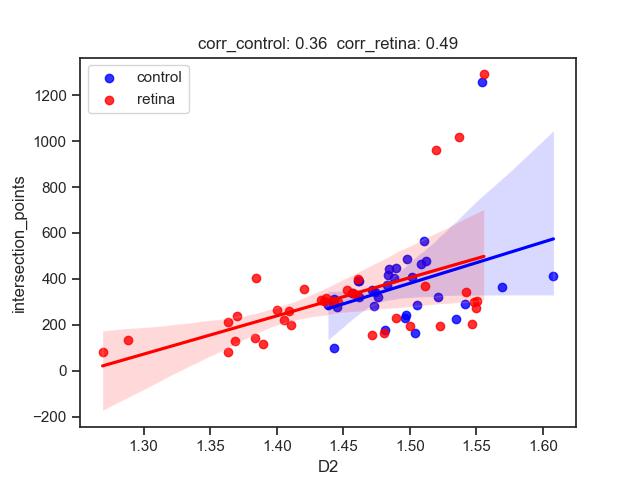 corr_control: 0.36  corr_retina: 0.49
control
retina
intersection_points
1200
1000
800
600
400
200
0
−200
1.30 1.35 1.40 1.45 1.50 1.55 1.60
D2